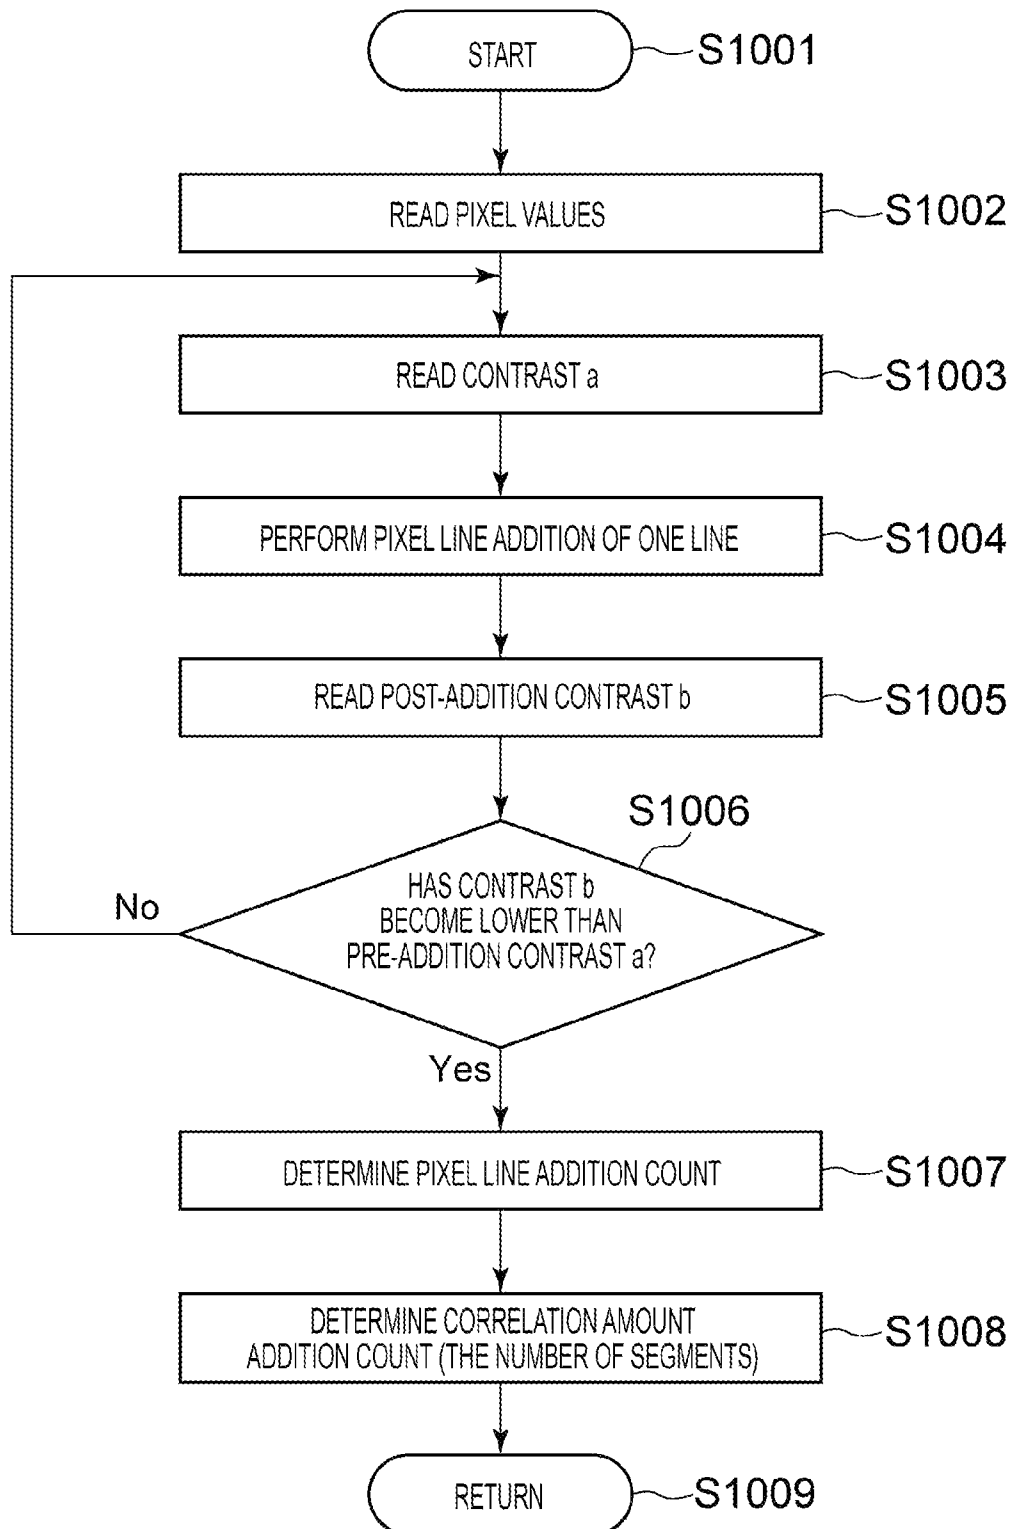 START
S1001
READ PIXEL VALUES
S1002
READ CONTRAST a
S1003
PERFORM PIXEL LINE ADDITION OF ONE LINE
S1004
READ POST-ADDITION CONTRAST b
S1005
S1006
HAS CONTRAST b
BECOME LOWER THAN
PRE-ADDITION CONTRAST a?
No
Yes
DETERMINE PIXEL LINE ADDITION COUNT
S1007
DETERMINE CORRELATION AMOUNT
ADDITION COUNT (THE NUMBER OF SEGMENTS)
S1008
RETURN
S1009